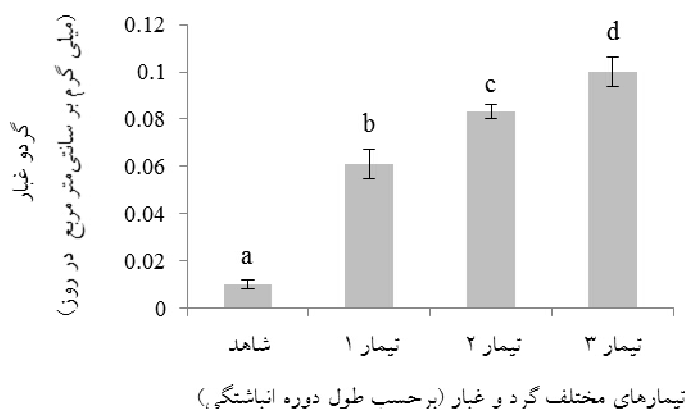 گردو غبار
(میلی گرم بر سانتی‌متر مربع در روز)
0.12
0.1
0.08
0.06
0.04
0.02
0
a
b
c
d
شاهد
تیمار ۱
تیمار ۲
تیمار ۳
تیمارهای مختلف گرد و غبار (برحسب طول دوره انباشتگی)